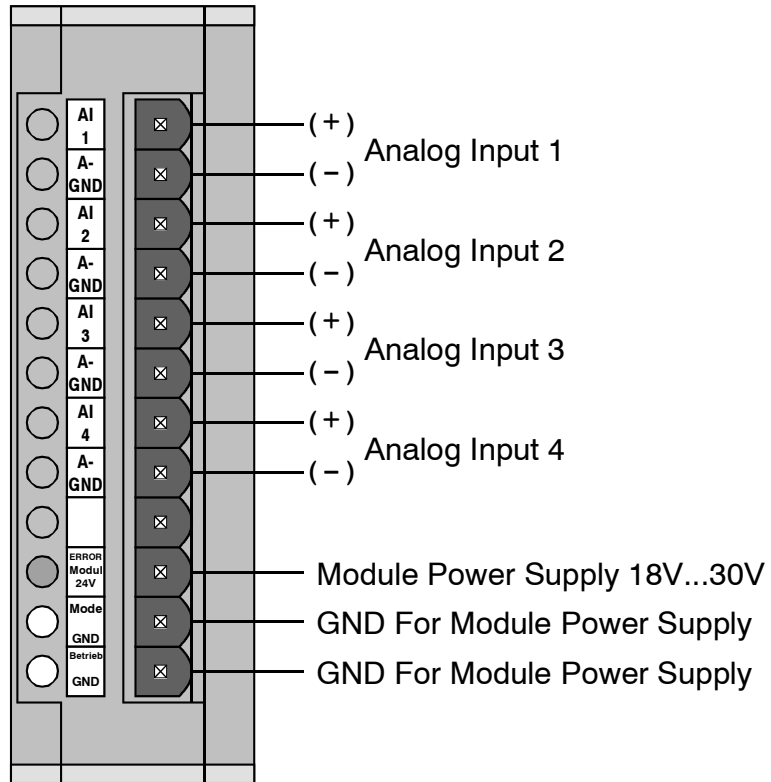 AI
1
(+)
Analog Input 1
A-
GND
(-)
AI
2
(+)
Analog Input 2
A-
GND
(-)
AI
3
(+)
Analog Input 3
A-
GND
(-)
AI
4
(+)
Analog Input 4
A-
GND
(-)
ERROR
Modul
24V
Module Power Supply 18V...30V
Mode
GND
GND For Module Power Supply
Betrieb
GND
GND For Module Power Supply